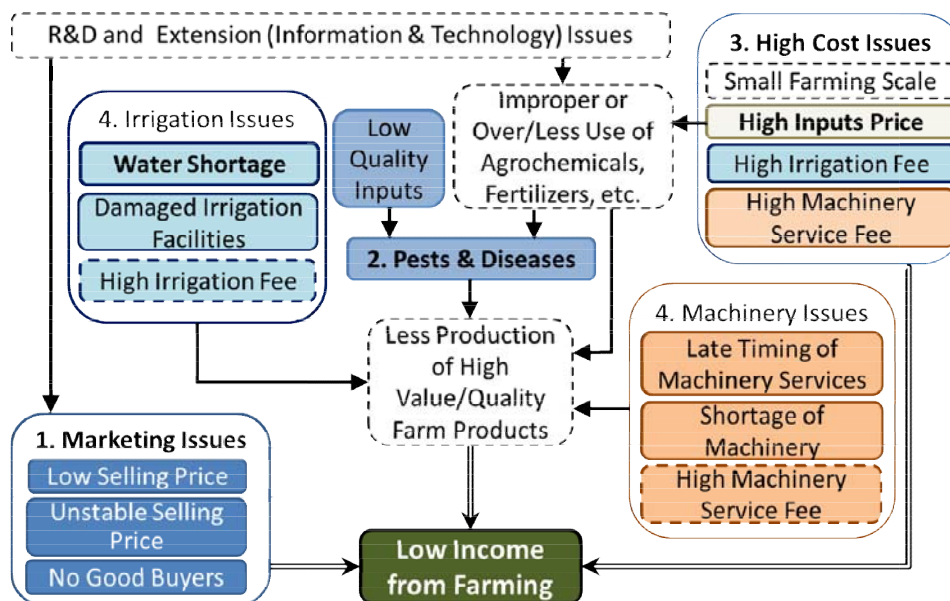 R&D and Extension (Information & Technology) Issues
3. High Cost Issues
Small Farming Scale
High Inputs Price
High Irrigation Fee
High Machinery
Service Fee
4. Irrigation Issues
Water Shortage
Damaged Irrigation
Facilities
High Irrigation Fee
Low
Quality
Inputs
Improper or
Over/Less Use of
Agrochemicals,
Fertilizers, etc.
2. Pests & Diseases
Less Production
of High
Value/Quality
Farm Products
4. Machinery Issues
Late Timing of
Machinery Services
Shortage of
Machinery
High Machinery
Service Fee
1. Marketing Issues
Low Selling Price
Unstable Selling
Price
No Good Buyers
Low Income
from Farming